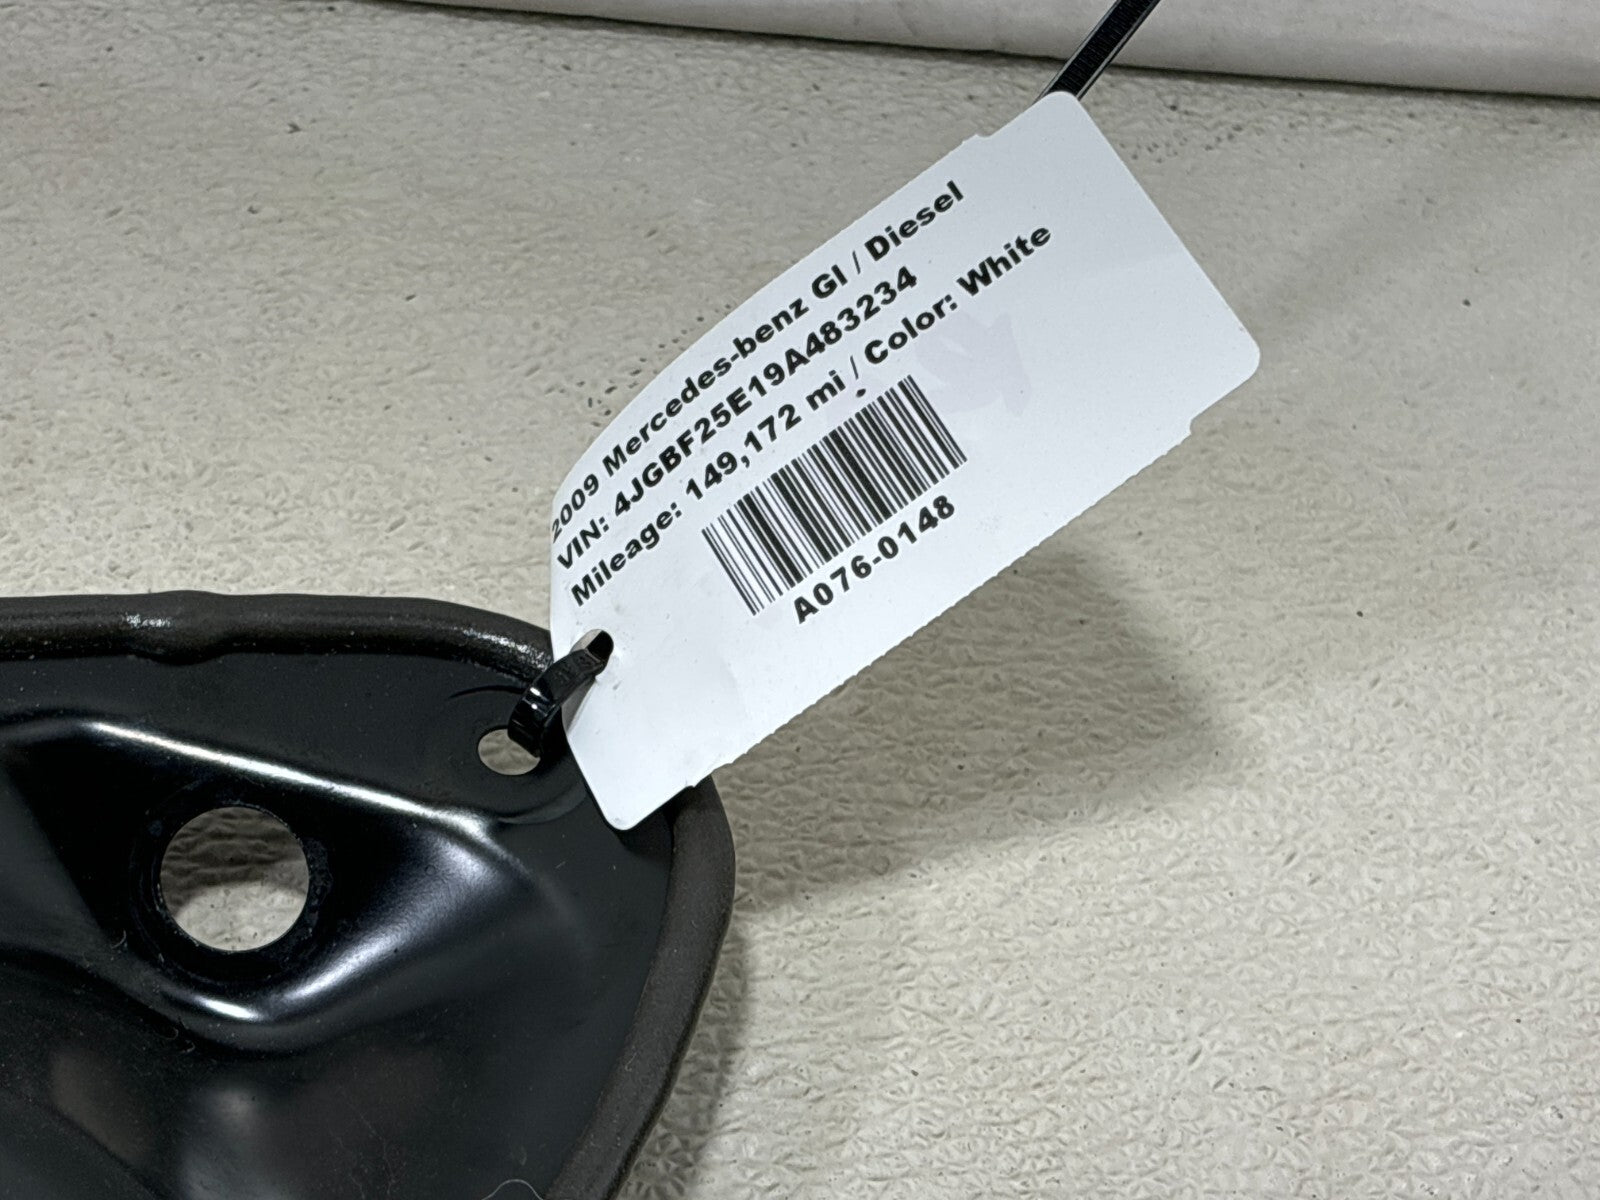 2009 Mercedes-benz Gl / Diesel
VIN: 4JGBF25E19A483234
Mileage: 149,172 mi / Color: White
A076-0148